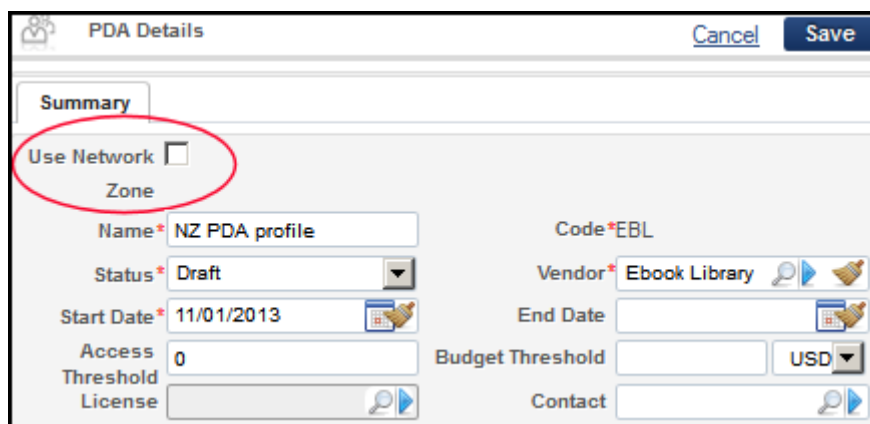 PDA Details
Cancel
Save
Summary
Use Network
Zone
Name* NZ PDA profile
Code*EBL
Status* Draft
Vendor* Ebook Library
Start Date* 11/01/2013
End Date
Access
Threshold
0
Budget Threshold
USD
License
Contact